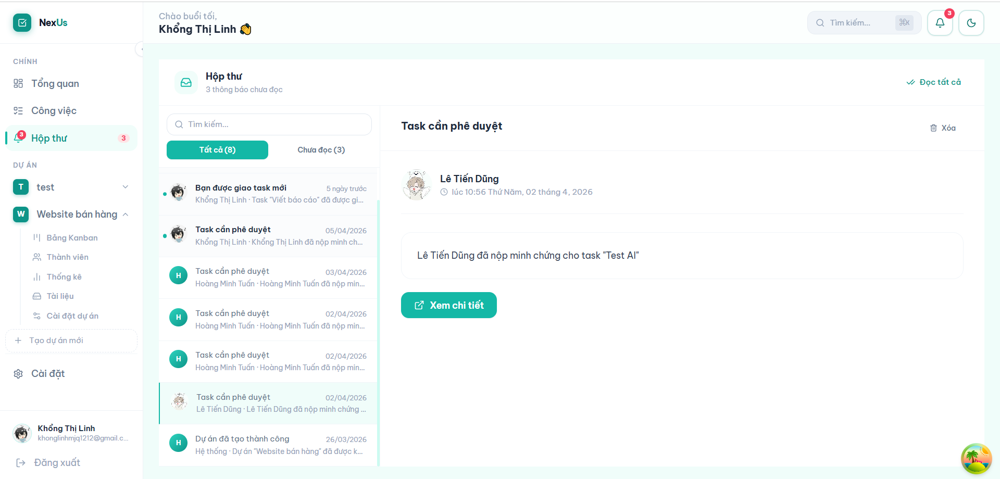 NexUs
CHÍNH
Tổng quan
Công việc
3
Hộp thư
3
DỰ ÁN
T
test
W
Website bán hàng
Bảng Kanban
Thành viên
Thống kê
Tài liệu
Cài đặt dự án
Tạo dự án mới
Cài đặt
Khổng Thị Linh
khonglinhmjq1212@gmail.c...
Đăng xuất
Chào buổi tối,
Khổng Thị Linh 👋
Tìm kiếm...
⌘K
3
Hộp thư
3 thông báo chưa đọc
Đọc tất cả
Tìm kiếm...
Tất cả (8)
Chưa đọc (3)
Bạn được giao task mới
5 ngày trước
Khổng Thị Linh · Task "Viết báo cáo" đã được gi...
Task cần phê duyệt
05/04/2026
Khổng Thị Linh · Khổng Thị Linh đã nộp minh ch...
H
Task cần phê duyệt
03/04/2026
Hoàng Minh Tuấn · Hoàng Minh Tuấn đã nộp min...
H
Task cần phê duyệt
02/04/2026
Hoàng Minh Tuấn · Hoàng Minh Tuấn đã nộp min...
H
Task cần phê duyệt
02/04/2026
Hoàng Minh Tuấn · Hoàng Minh Tuấn đã nộp min...
Task cần phê duyệt
02/04/2026
Lê Tiến Dũng · Lê Tiến Dũng đã nộp minh chứng ...
H
Dự án đã tạo thành công
26/03/2026
Hệ thống · Dự án "Website bán hàng" đã được k...
Task cần phê duyệt
Xóa
Lê Tiến Dũng
lúc 10:56 Thứ Năm, 02 tháng 4, 2026
Lê Tiến Dũng đã nộp minh chứng cho task "Test AI"
Xem chi tiết